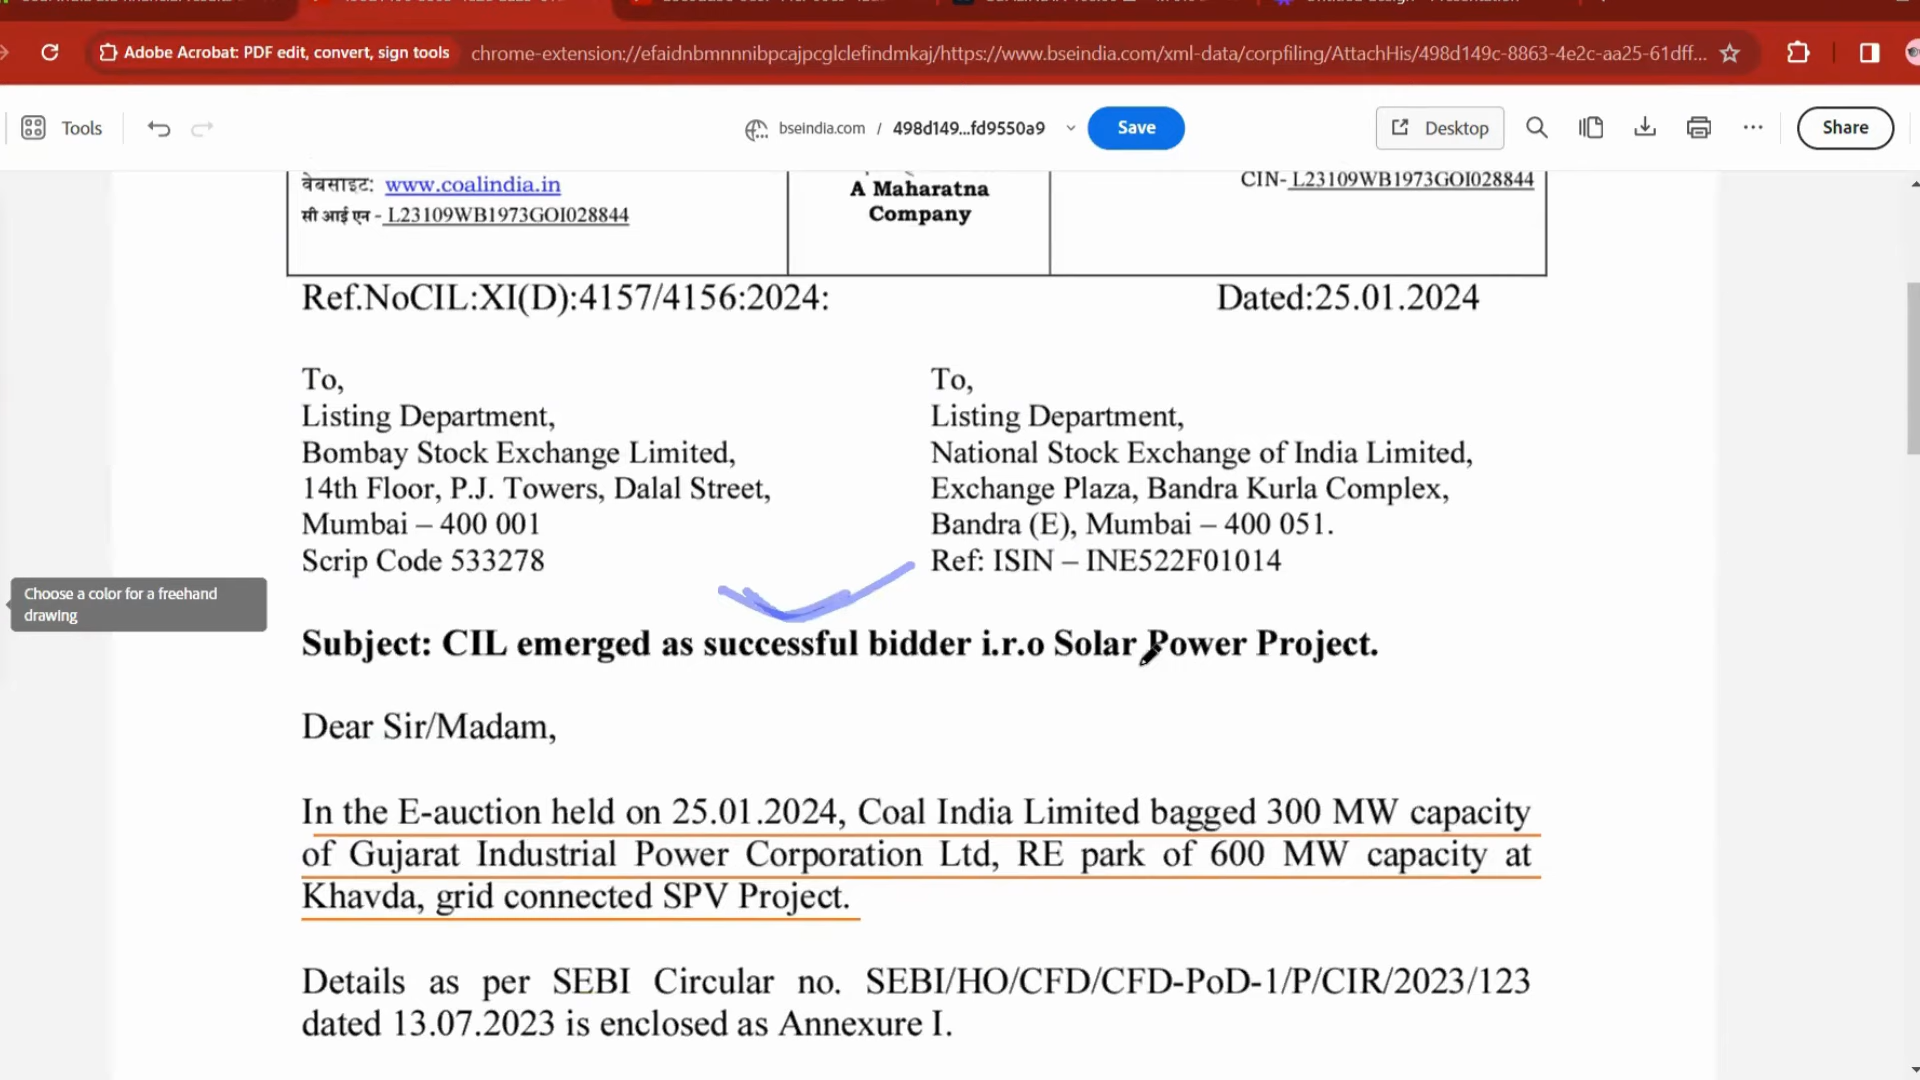 Adobe Acrobat: PDF edit, convert, sign tools
chrome-extension://efaidnbmnnnibpcajpcglclefindmkaj/https://www.bseindia.com/xml-data/corpfiling/AttachHis/498d149c-8863-4e2c-aa25-61dff...
Tools
bseindia.com / 498d149...fd9550a9
Save
Desktop
Share
वेबसाइट: www.coalindia.in
सी आई एन - L23109WB1973GOI028844
A Maharatna
Company
CIN- L23109WB1973GOI028844
Ref.NoCIL:XI(D):4157/4156:2024:
Dated:25.01.2024
To,
Listing Department,
Bombay Stock Exchange Limited,
14th Floor, P.J. Towers, Dalal Street,
Mumbai – 400 001
Scrip Code 533278
To,
Listing Department,
National Stock Exchange of India Limited,
Exchange Plaza, Bandra Kurla Complex,
Bandra (E), Mumbai – 400 051.
Ref: ISIN – INE522F01014
Choose a color for a freehand
drawing
Subject: CIL emerged as successful bidder i.r.o Solar Power Project.
Dear Sir/Madam,
In the E-auction held on 25.01.2024, Coal India Limited bagged 300 MW capacity
of Gujarat Industrial Power Corporation Ltd, RE park of 600 MW capacity at
Khavda, grid connected SPV Project.
Details as per SEBI Circular no. SEBI/HO/CFD/CFD-PoD-1/P/CIR/2023/123
dated 13.07.2023 is enclosed as Annexure I.